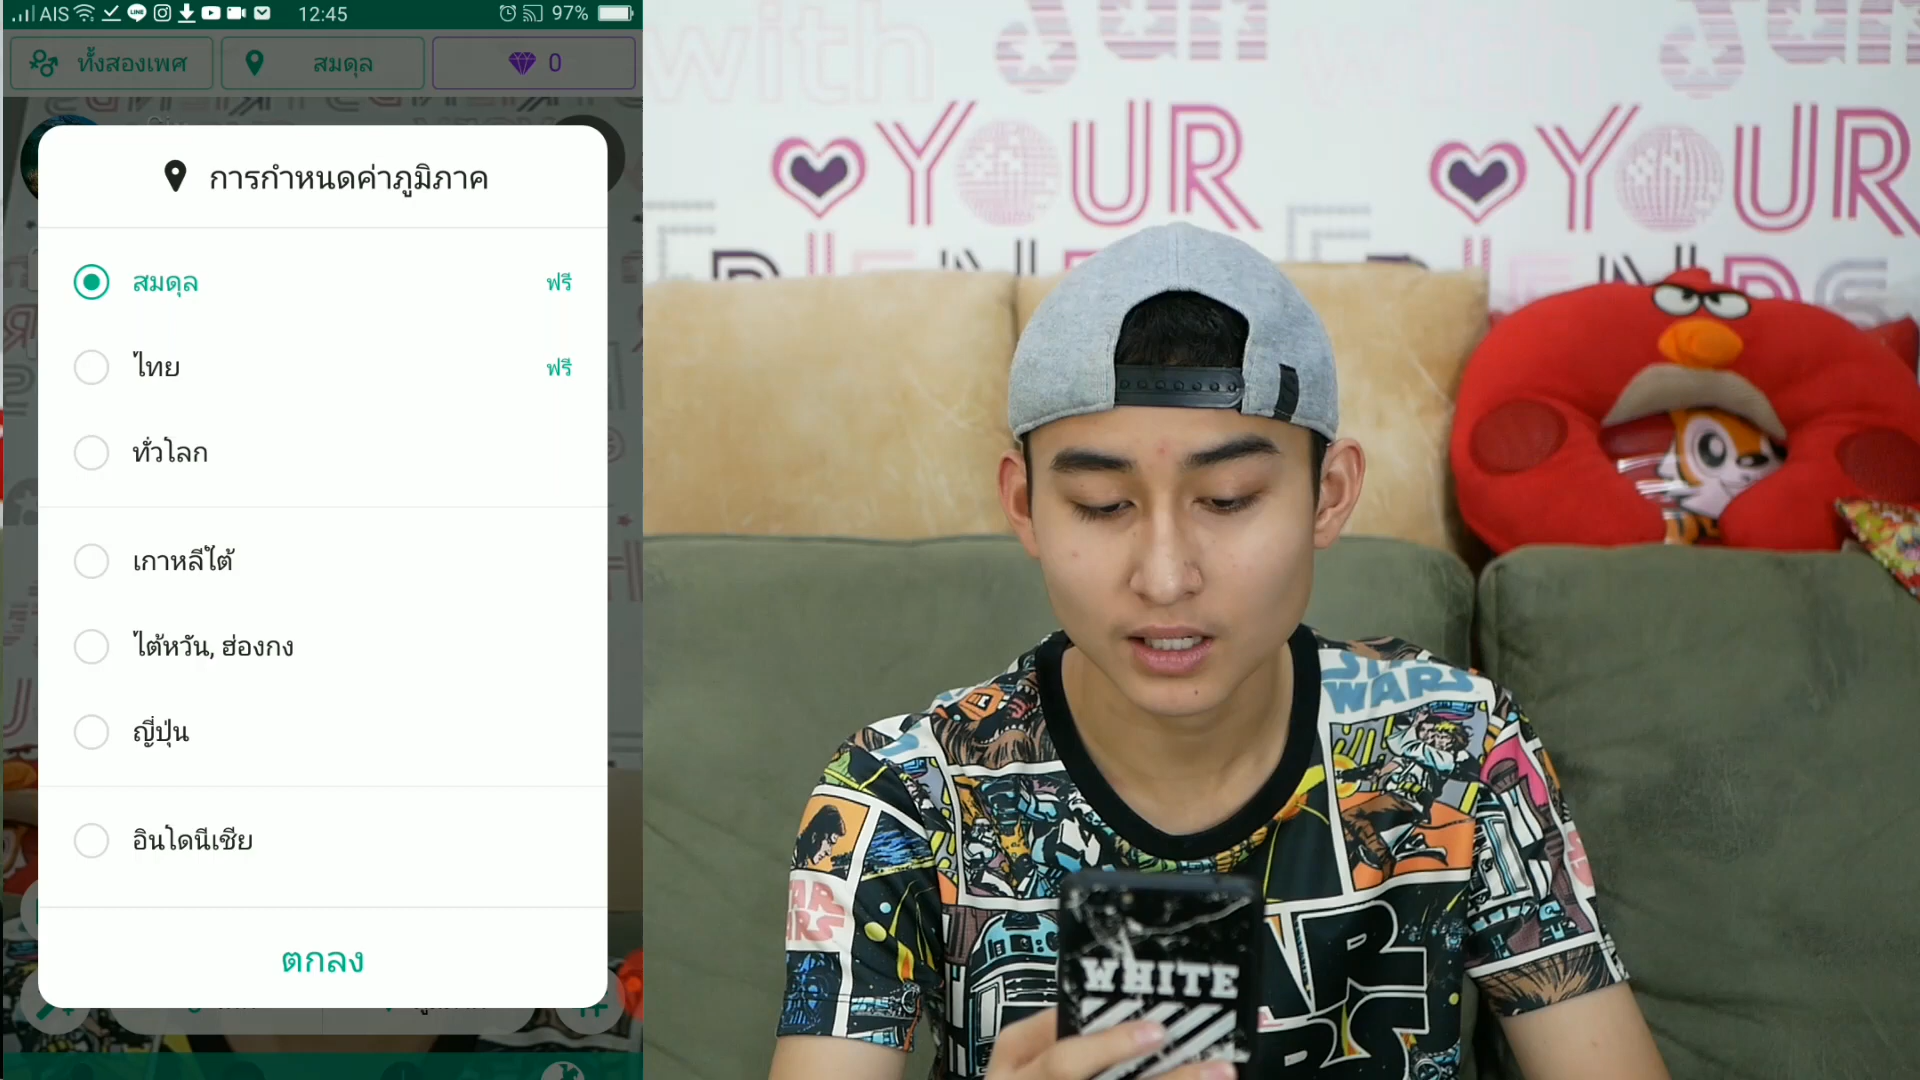 AIS 12:45 97%
ทั้งสองเพศ สมดุล 0
การกำหนดค่าภูมิภาค
สมดุล ฟรี
ไทย ฟรี
ทั่วโลก
เกาหลีใต้
ไต้หวัน, ฮ่องกง
ญี่ปุ่น
อินโดนีเซีย
ตกลง
with fun
YOUR YOUR
FRIENDS FRIENDS
STAR WARS
WHITE